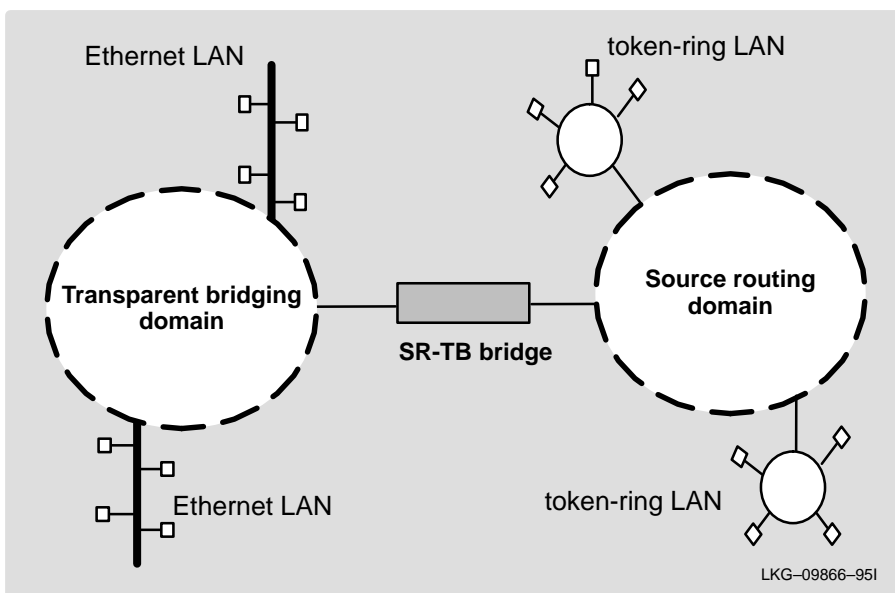 Ethernet LAN
token-ring LAN
Transparent bridging
domain
Source routing
domain
SR-TB bridge
Ethernet LAN
token-ring LAN
LKG–09866–95I